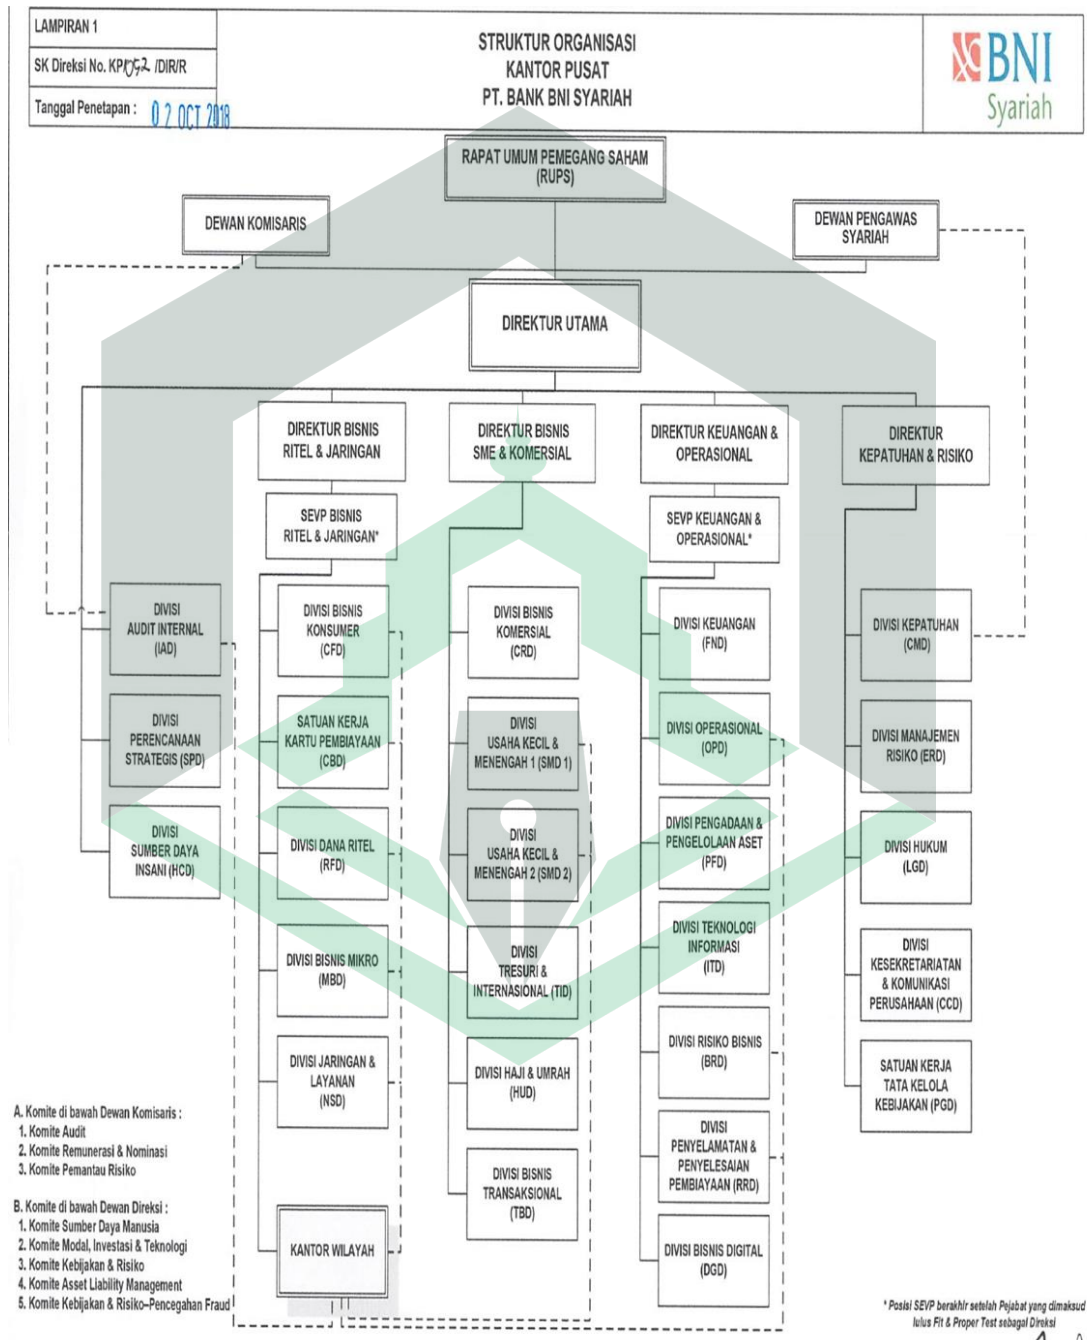 LAMPIRAN 1
SK Direksi No. KP/052 /DIR/R
Tanggal Penetapan : 02 OCT 2018
STRUKTUR ORGANISASI
KANTOR PUSAT
PT. BANK BNI SYARIAH
BNI
Syariah
RAPAT UMUM PEMEGANG SAHAM
(RUPS)
DEWAN KOMISARIS
DEWAN PENGAWAS
SYARIAH
DIREKTUR UTAMA
DIREKTUR BISNIS
RITEL & JARINGAN
DIREKTUR BISNIS
SME & KOMERSIAL
DIREKTUR KEUANGAN &
OPERASIONAL
DIREKTUR
KEPATUHAN & RISIKO
SEVP BISNIS
RITEL & JARINGAN*
SEVP KEUANGAN &
OPERASIONAL*
DIVISI
AUDIT INTERNAL
(IAD)
DIVISI
PERENCANAAN
STRATEGIS (SPD)
DIVISI
SUMBER DAYA
INSANI (HCD)
DIVISI BISNIS
KONSUMER
(CFD)
SATUAN KERJA
KARTU PEMBIAYAAN
(CBD)
DIVISI DANA RITEL
(RFD)
DIVISI BISNIS MIKRO
(MBD)
DIVISI JARINGAN &
LAYANAN
(NSD)
KANTOR WILAYAH
DIVISI BISNIS
KOMERSIAL
(CRD)
DIVISI
USAHA KECIL &
MENENGAH 1 (SMD 1)
DIVISI
USAHA KECIL &
MENENGAH 2 (SMD 2)
DIVISI
TRESURI &
INTERNASIONAL (TID)
DIVISI HAJI & UMRAH
(HUD)
DIVISI BISNIS
TRANSAKSIONAL
(TBD)
DIVISI KEUANGAN
(FND)
DIVISI OPERASIONAL
(OPD)
DIVISI PENGADAAN &
PENGELOLAAN ASET
(PFD)
DIVISI TEKNOLOGI
INFORMASI
(ITD)
DIVISI RISIKO BISNIS
(BRD)
DIVISI
PENYELAMATAN &
PENYELESAIAN
PEMBIAYAAN (RRD)
DIVISI BISNIS DIGITAL
(DGD)
DIVISI KEPATUHAN
(CMD)
DIVISI MANAJEMEN
RISIKO (ERD)
DIVISI HUKUM
(LGD)
DIVISI
KESEKRETARIATAN
& KOMUNIKASI
PERUSAHAAN (CCD)
SATUAN KERJA
TATA KELOLA
KEBIJAKAN (PGD)
A. Komite di bawah Dewan Komisaris :
1. Komite Audit
2. Komite Remunerasi & Nominasi
3. Komite Pemantau Risiko
B. Komite di bawah Dewan Direksi :
1. Komite Sumber Daya Manusia
2. Komite Modal, Investasi & Teknologi
3. Komite Kebijakan & Risiko
4. Komite Asset Liability Management
5. Komite Kebijakan & Risiko–Pencegahan Fraud
* Posisi SEVP berakhir setelah Pejabat yang dimaksud
lulus Fit & Proper Test sebagai Direksi